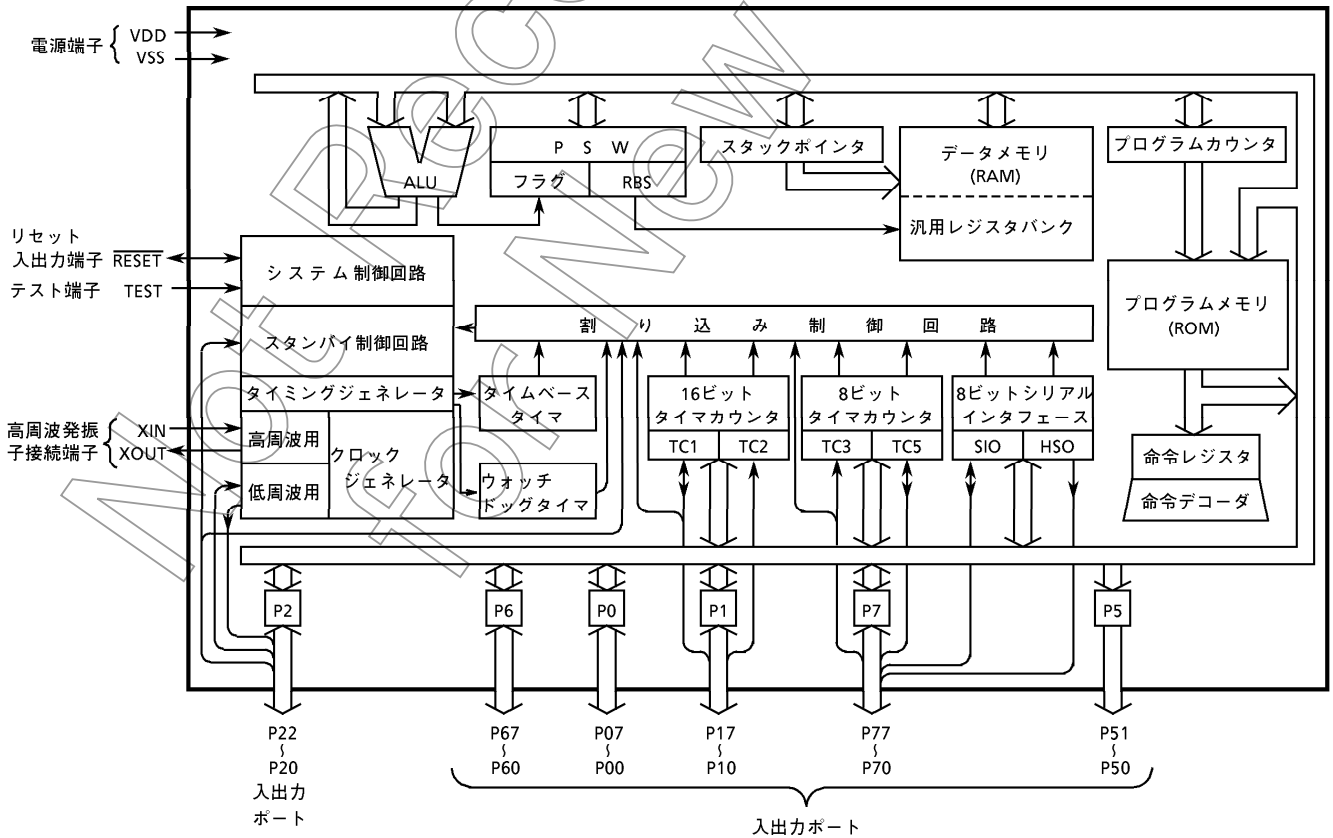 電源端子 { VDD
VSS
P S W
フラグ RBS
ALU
スタックポインタ
データメモリ
(RAM)
汎用レジスタバンク
プログラムカウンタ
リセット
入出力端子 RESET
テスト端子 TEST
システム制御回路
スタンバイ制御回路
タイミングジェネレータ
高周波発振
子接続端子 { XIN
XOUT
高周波用
低周波用
クロック
ジェネレータ
割り込み制御回路
タイムベース
タイマ
ウォッチ
ドッグタイマ
16ビット
タイマカウンタ
TC1 TC2
8ビット
タイマカウンタ
TC3 TC5
8ビットシリアル
インタフェース
SIO HSO
プログラムメモリ
(ROM)
命令レジスタ
命令デコーダ
P2 P6 P0 P1 P7 P5
P22
~
P20
入出力
ポート
P67
~
P60
P07
~
P00
P17
~
P10
P77
~
P70
P51
~
P50
入出力ポート
Not Reco
for New